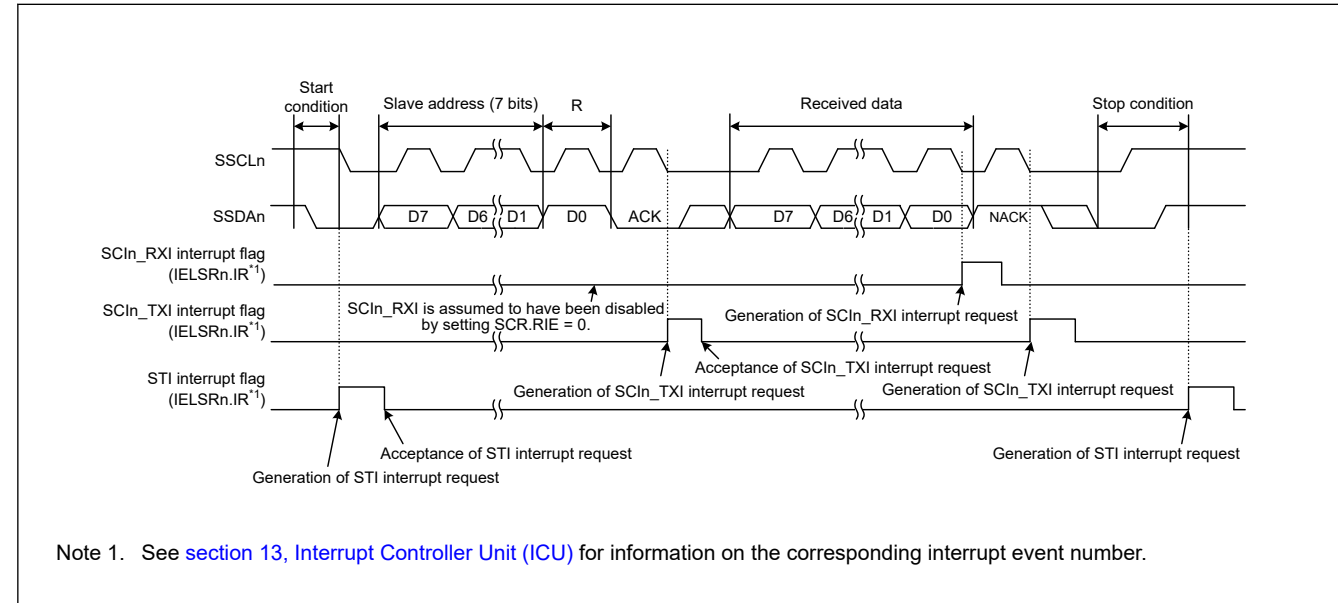 Start
condition
Slave address (7 bits)
R
Received data
Stop condition
SSCLn
SSDAn
D7
D6
D1
D0
ACK
D7
D6
D1
D0
NACK
SCIn_RXI interrupt flag
(IELSRn.IR*1)
SCIn_RXI is assumed to have been disabled
by setting SCR.RIE = 0.
Generation of SCIn_RXI interrupt request
SCIn_TXI interrupt flag
(IELSRn.IR*1)
Acceptance of SCIn_TXI interrupt request
Generation of SCIn_TXI interrupt request
Generation of SCIn_TXI interrupt request
STI interrupt flag
(IELSRn.IR*1)
Acceptance of STI interrupt request
Generation of STI interrupt request
Generation of STI interrupt request
Note 1. See section 13, Interrupt Controller Unit (ICU) for information on the corresponding interrupt event number.